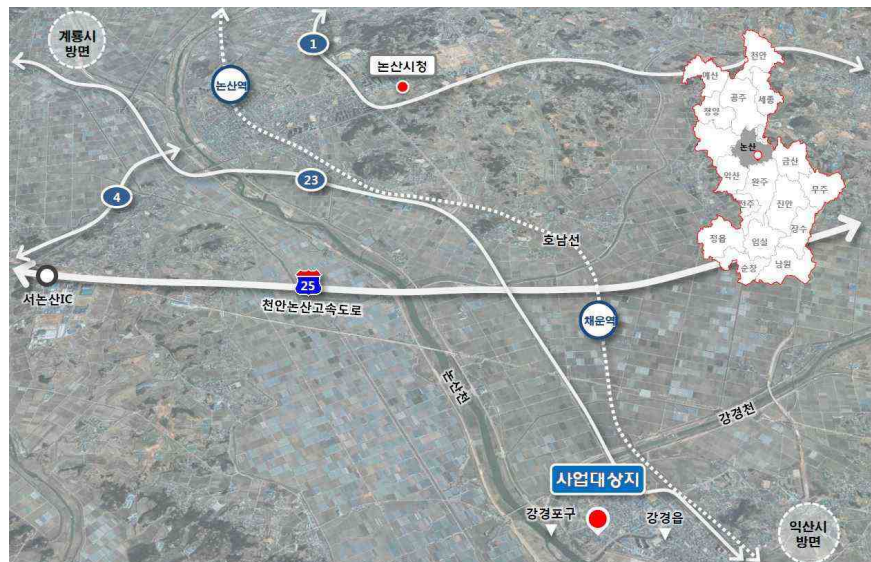 계룡시
방면
1
논산시청
논산역
4
23
호남선
서논산IC
25
천안논산고속도로
채운역
논산천
강경천
사업대상지
강경포구
강경읍
익산시
방면
천안
예산
공주
세종
청양
논산
금산
익산
완주
무주
전주
진안
장수
정읍
임실
순창
남원